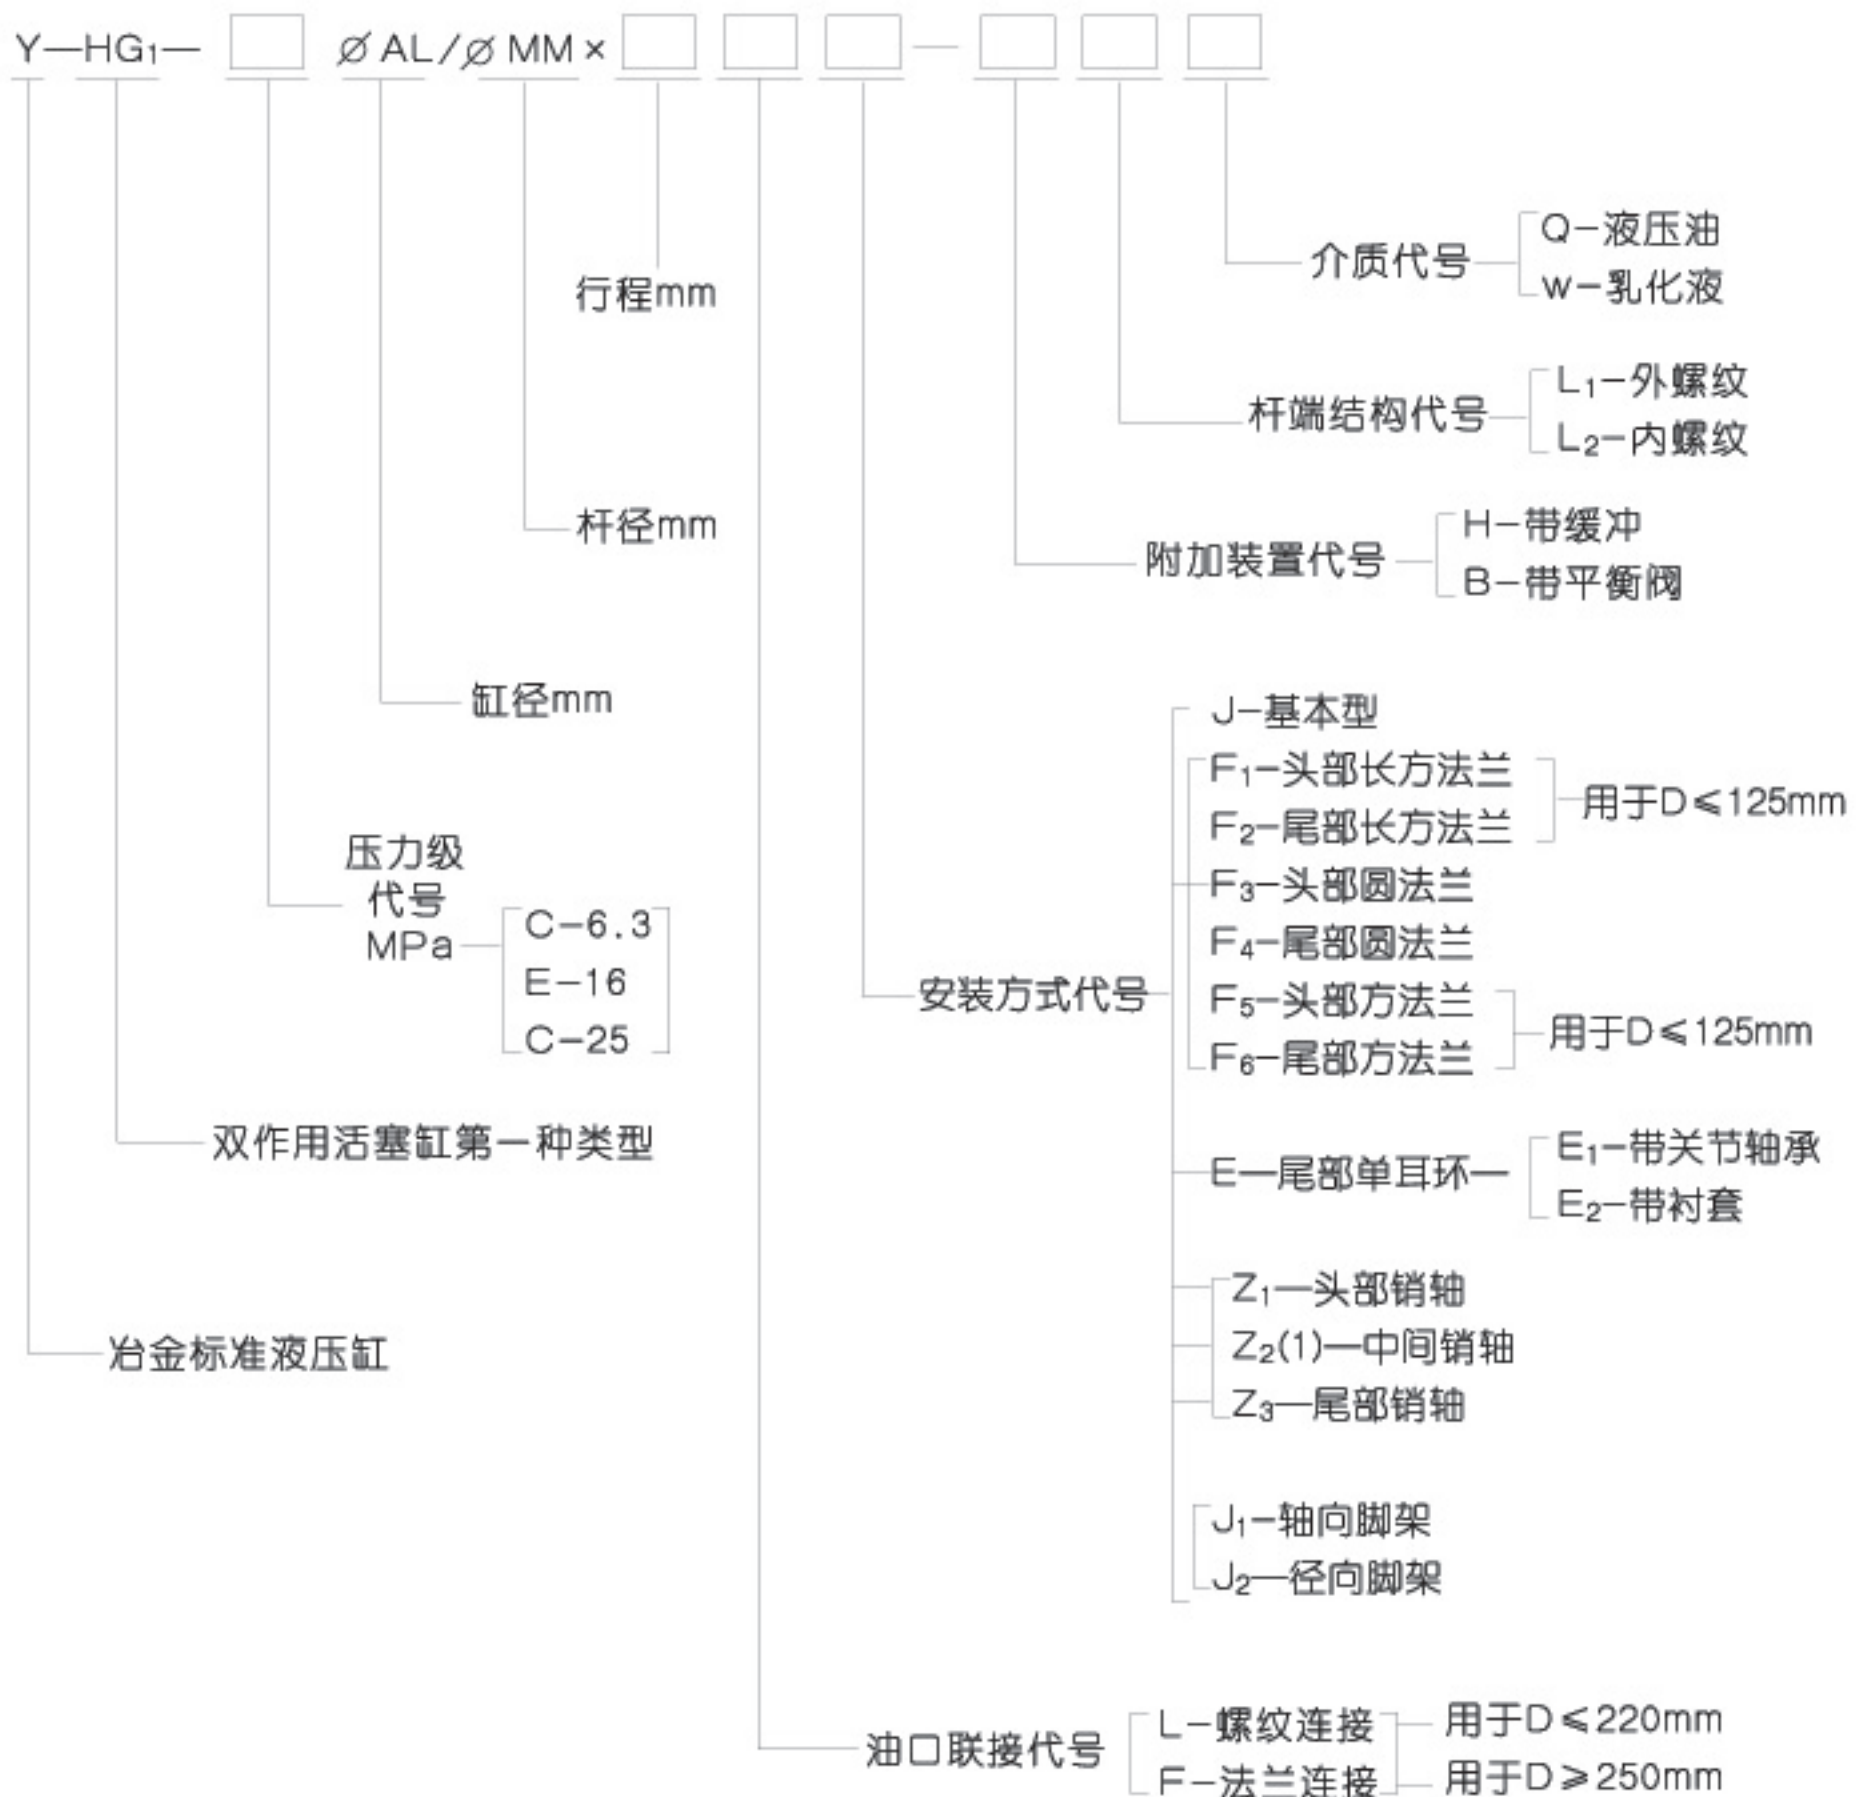 Y—HG₁— ∅AL/∅MM× —
Q-液压油
介质代号
w-乳化液
行程mm
L₁-外螺纹
杆端结构代号
L₂-内螺纹
杆径mm
H-带缓冲
附加装置代号
B-带平衡阀
缸径mm
J-基本型
F₁-头部长方法兰
用于D≤125mm
F₂-尾部长方法兰
压力级
代号
MPa
C-6.3
E-16
C-25
F₃-头部圆法兰
F₄-尾部圆法兰
安装方式代号
F₅-头部方法兰
用于D≤125mm
F₆-尾部方法兰
双作用活塞缸第一种类型
E—尾部单耳环—
E₁-带关节轴承
E₂-带衬套
Z₁—头部销轴
Z₂(1)—中间销轴
Z₃—尾部销轴
冶金标准液压缸
J₁-轴向脚架
J₂—径向脚架
油口联接代号
L-螺纹连接 用于D≤220mm
F-法兰连接 用于D≥250mm